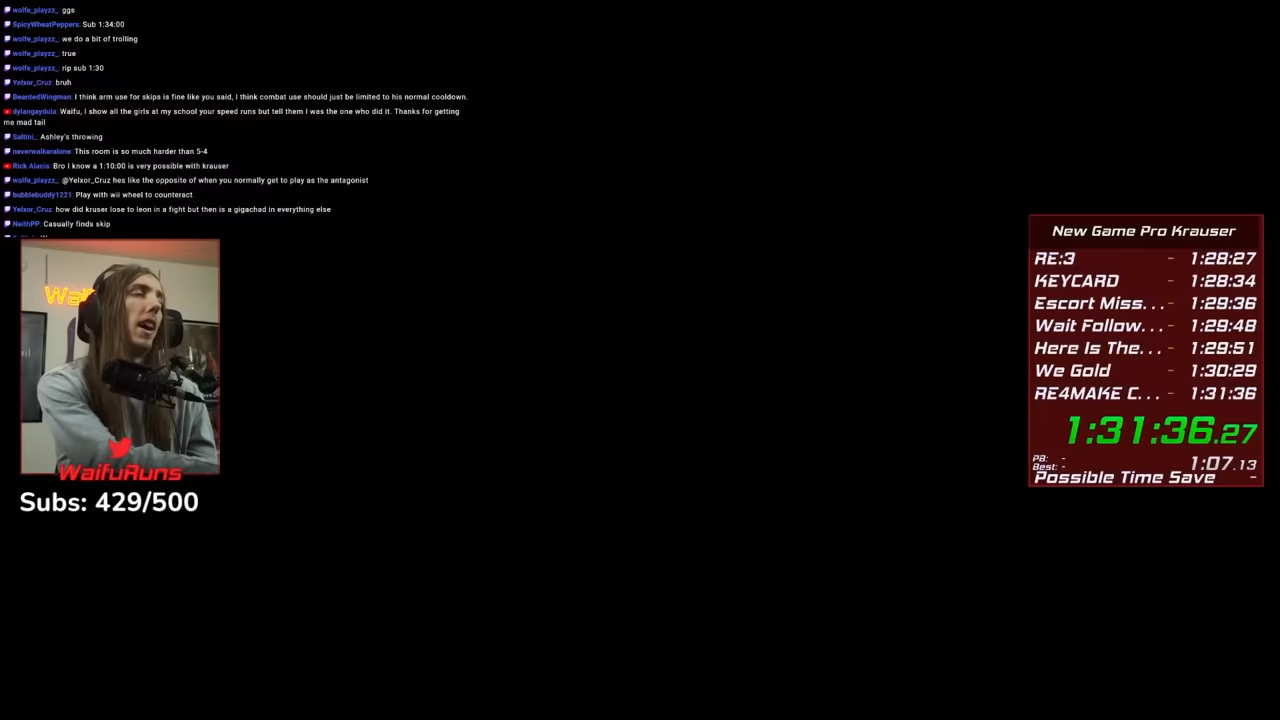 wolfe_playzz_: ggs
SpicyWheatPeppers: Sub 1:34:00
wolfe_playzz_: we do a bit of trolling
wolfe_playzz_: true
wolfe_playzz_: rip sub 1:30
Yelxor_Cruz: bruh
BeardedWingman: I think arm use for skips is fine like you said, I think combat use should just be limited to his normal cooldown.
dylangaydula: Waifu, I show all the girls at my school your speed runs but tell them I was the one who did it. Thanks for getting
me mad tail
Saltini_: Ashley's throwing
neverwalkeralone: This room is so much harder than 5-4
Rick Alanis: Bro I know a 1:10:00 is very possible with krauser
wolfe_playzz_: @Yelxor_Cruz hes like the opposite of when you normally get to play as the antagonist
bubblebuddy1221: Play with wii wheel to counteract
Yelxor_Cruz: how did kruser lose to leon in a fight but then is a gigachad in everything else
NeithPP: Casually finds skip
WaifuRuns
Subs: 429/500
New Game Pro Krauser
RE:3 - 1:28:27
KEYCARD - 1:28:34
Escort Miss... - 1:29:36
Wait Follow... - 1:29:48
Here Is The... - 1:29:51
We Gold - 1:30:29
RE4MAKE C... - 1:31:36
1:31:36.27
PB: -
Best: - 1:07.13
Possible Time Save -